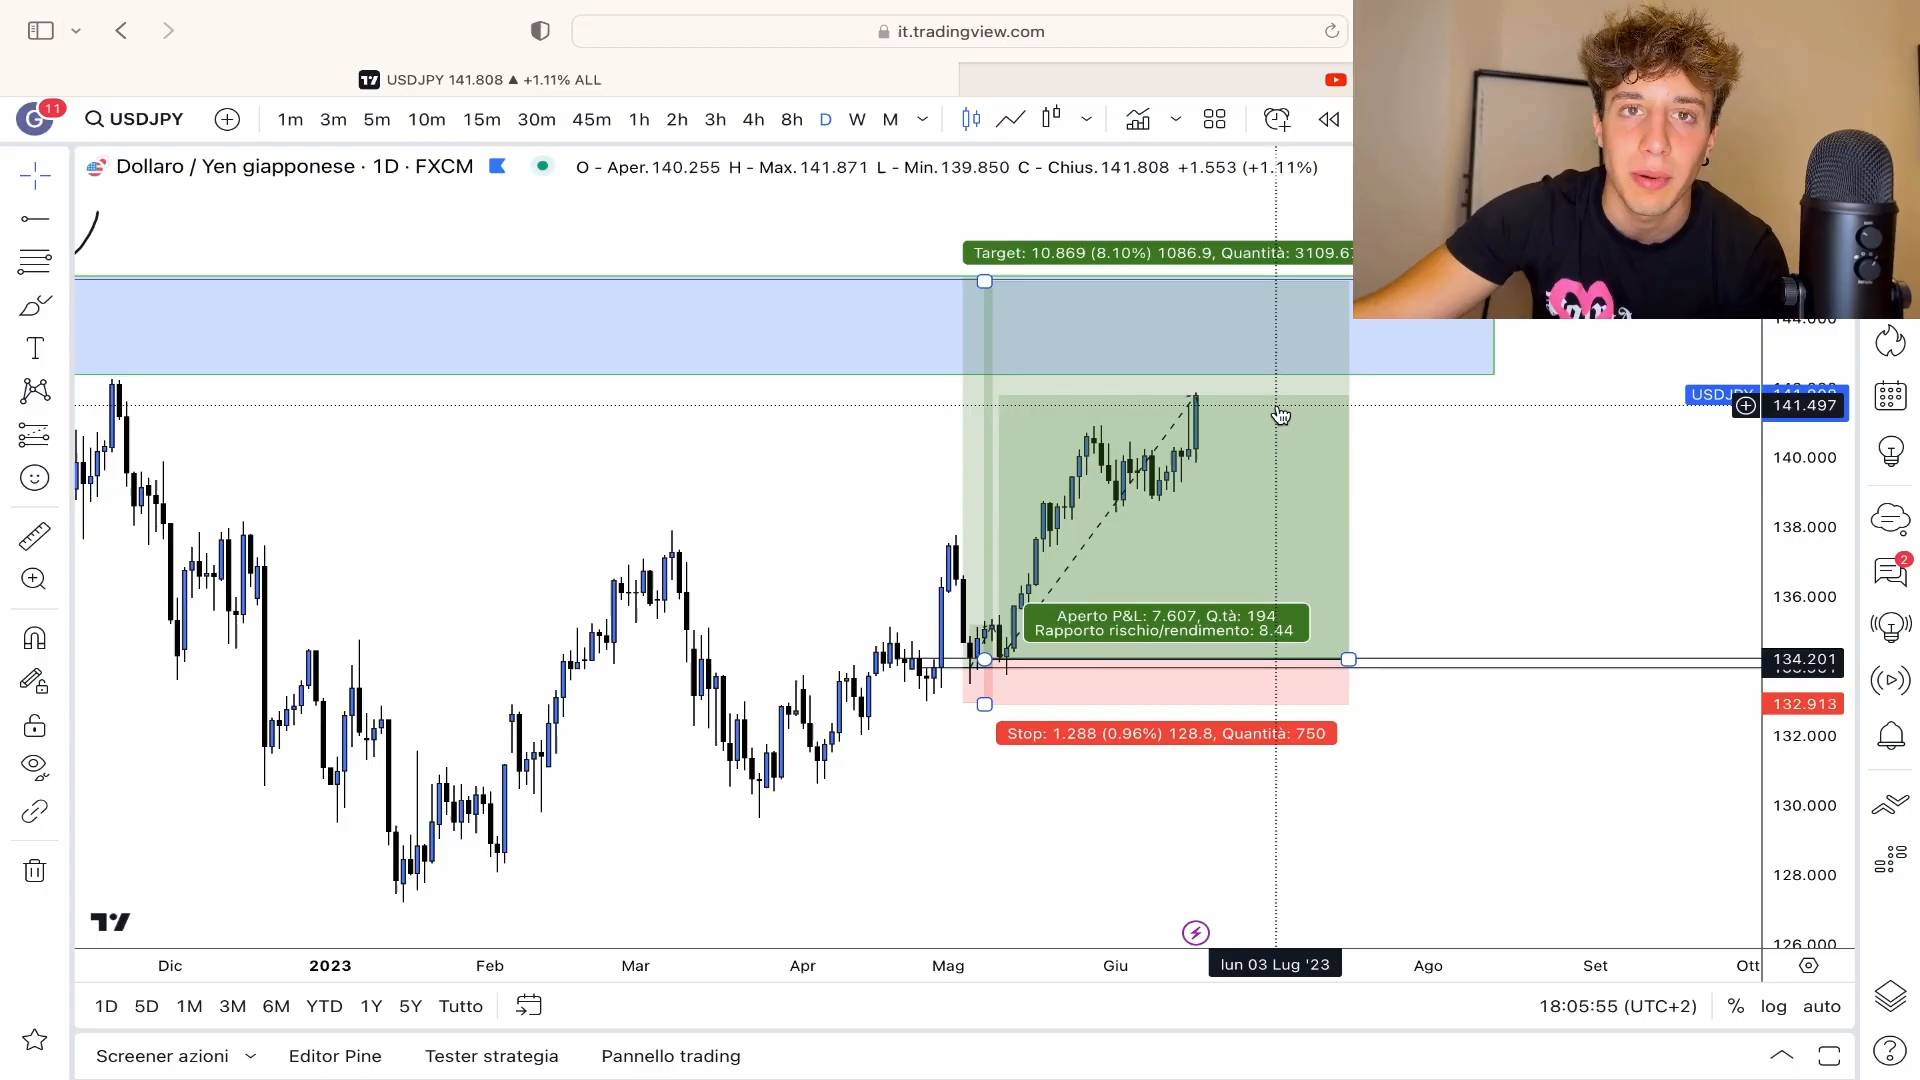 it.tradingview.com
USDJPY 141.808 ▲ +1.11% ALL
11
G
USDJPY
1m 3m 5m 10m 15m 30m 45m 1h 2h 3h 4h 8h D W M
Dollaro / Yen giapponese · 1D · FXCM
O - Aper.140.255 H - Max.141.871 L - Min.139.850 C - Chius.141.808 +1.553 (+1.11%)
Target: 10.869 (8.10%) 1086.9, Quantità: 3109.67
144.000
USDJPY
141.497
140.000
138.000
136.000
Aperto P&L: 7.607, Q.tà: 194
Rapporto rischio/rendimento: 8.44
134.201
132.913
Stop: 1.288 (0.96%) 128.8, Quantità: 750
132.000
130.000
128.000
126.000
2
Dic 2023 Feb Mar Apr Mag Giu lun 03 Lug '23 Ago Set Ott
1D 5D 1M 3M 6M YTD 1Y 5Y Tutto
18:05:55 (UTC+2) % log auto
Screener azioni Editor Pine Tester strategia Pannello trading